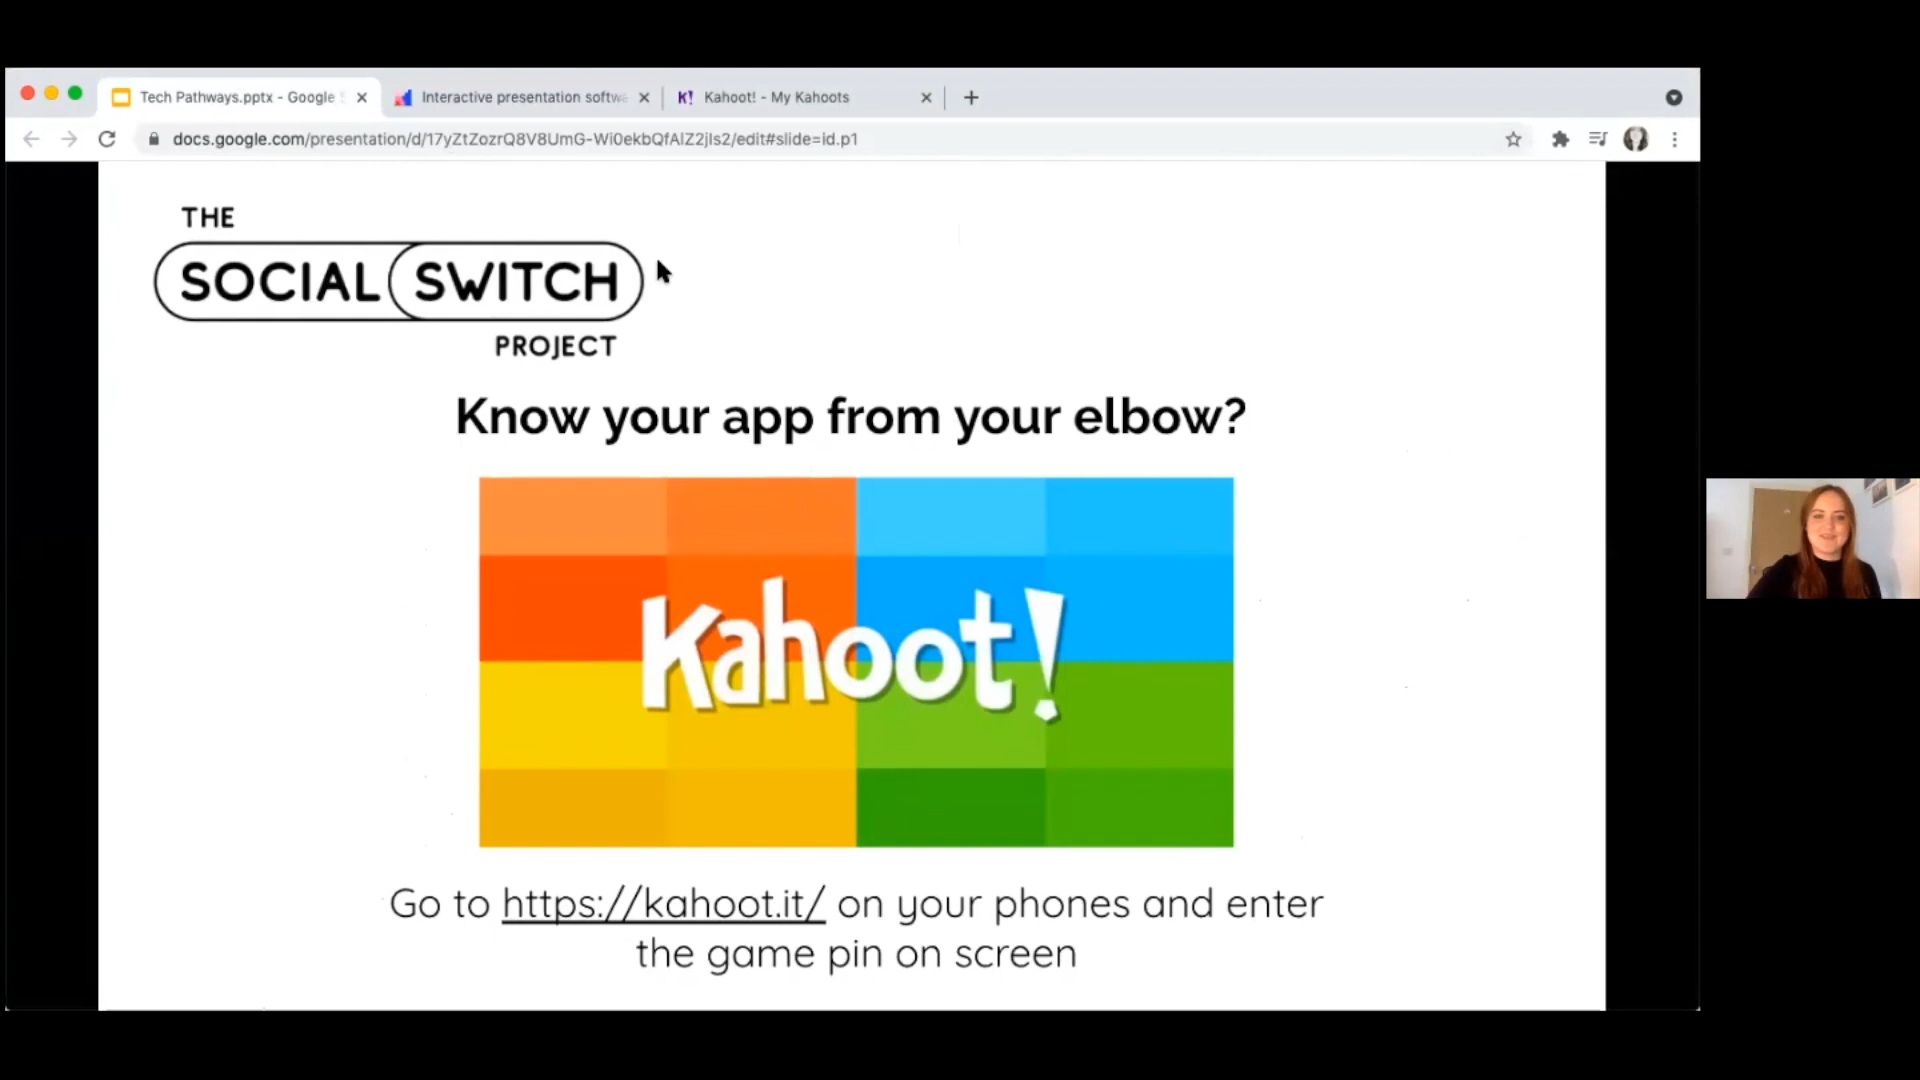 Tech Pathways.pptx - Google
Interactive presentation softw
K! Kahoot! - My Kahoots
docs.google.com/presentation/d/17yZtZozrQ8V8UmG-Wi0ekbQfAlZ2jls2/edit#slide=id.p1
THE
SOCIAL SWITCH
PROJECT
Know your app from your elbow?
Kahoot!
Go to https://kahoot.it/ on your phones and enter
the game pin on screen